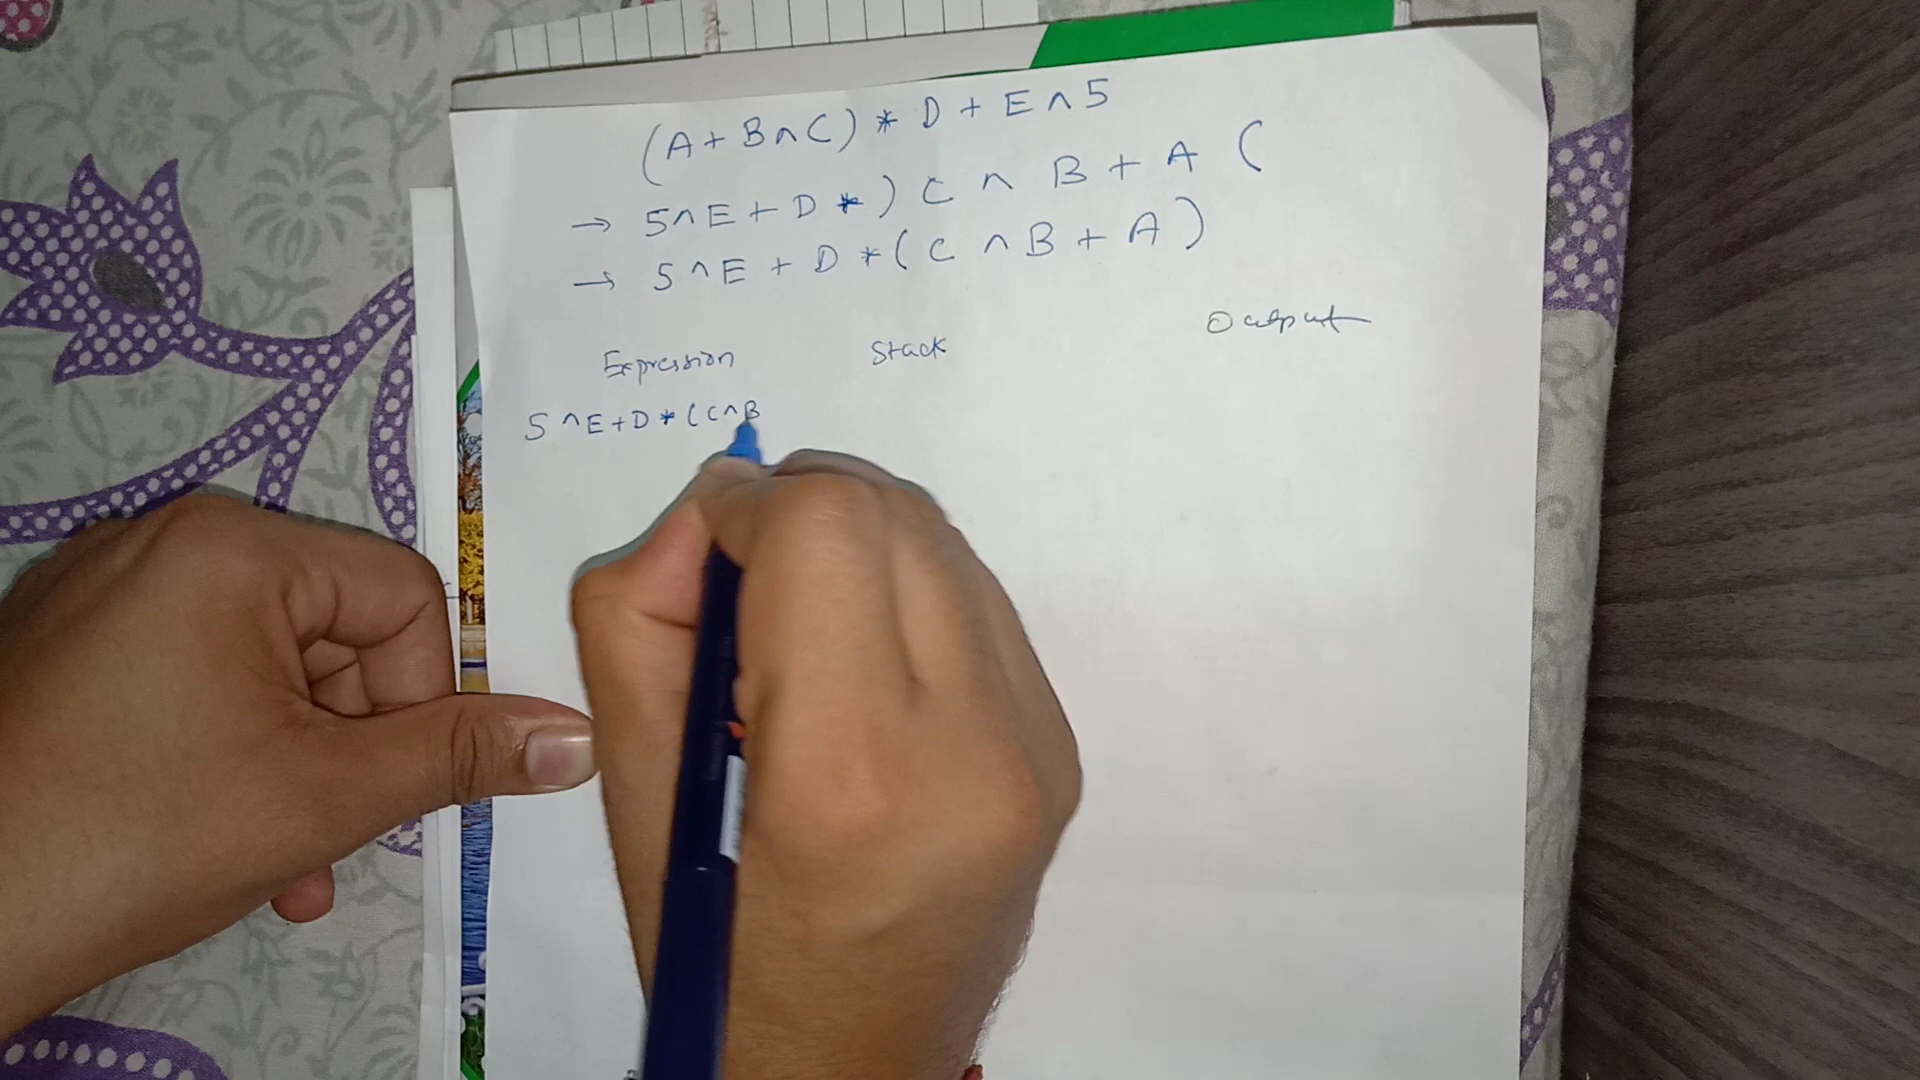 (A + B ^ C) * D + E ^ 5
→ 5 ^ E + D * ) C ^ B + A (
→ 5 ^ E + D * ( C ^ B + A )
Expression Stack Output
5 ^ E + D * ( C ^ B